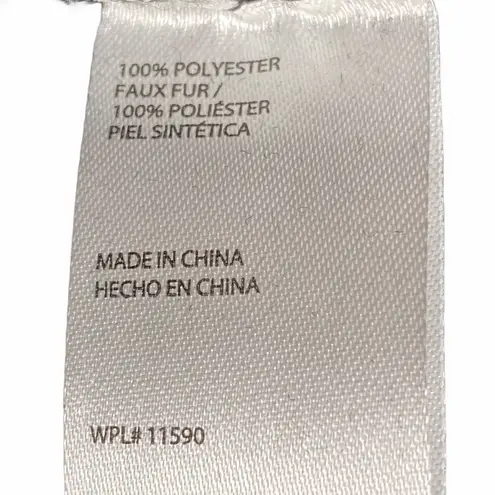 100% POLYESTER
FAUX FUR /
100% POLIÉSTER
PIEL SINTÉTICA
MADE IN CHINA
HECHO EN CHINA
WPL# 11590